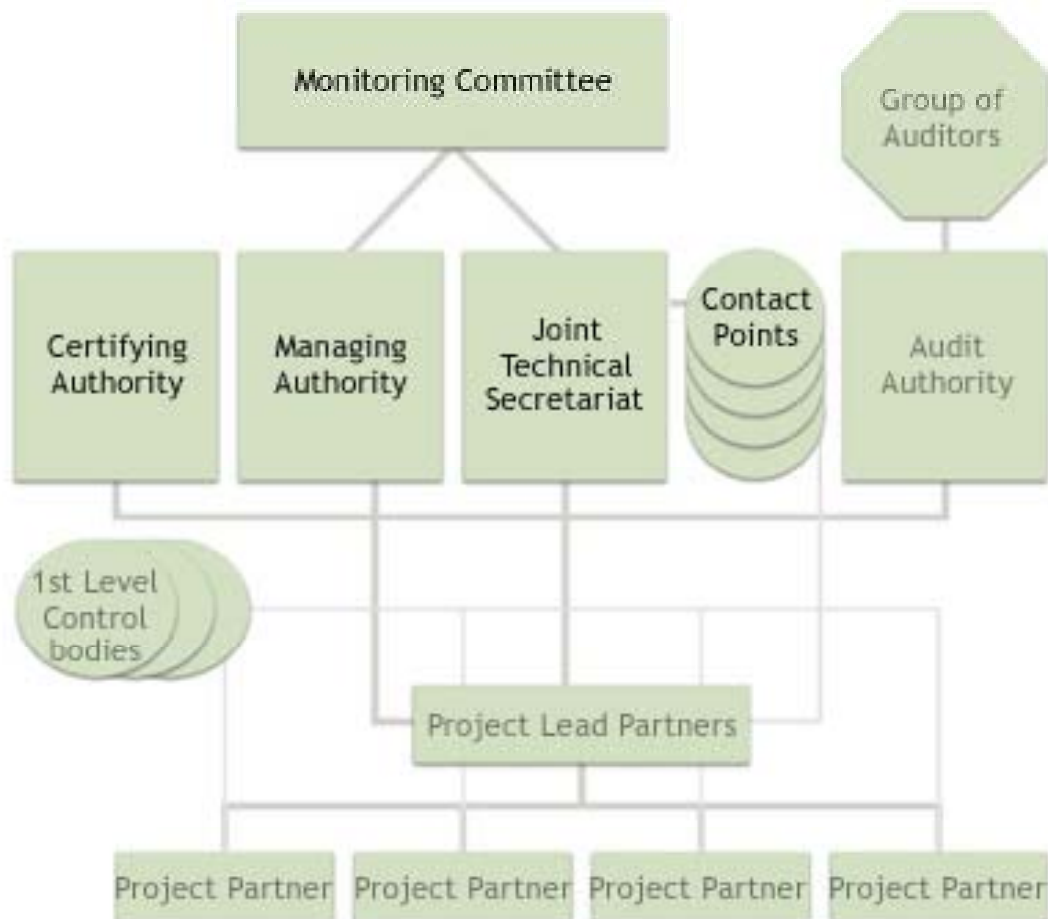 Monitoring Committee
Group of
Auditors
Certifying
Authority
Managing
Authority
Joint
Technical
Secretariat
Contact
Points
Audit
Authority
1st Level
Control
bodies
Project Lead Partners
Project Partner
Project Partner
Project Partner
Project Partner